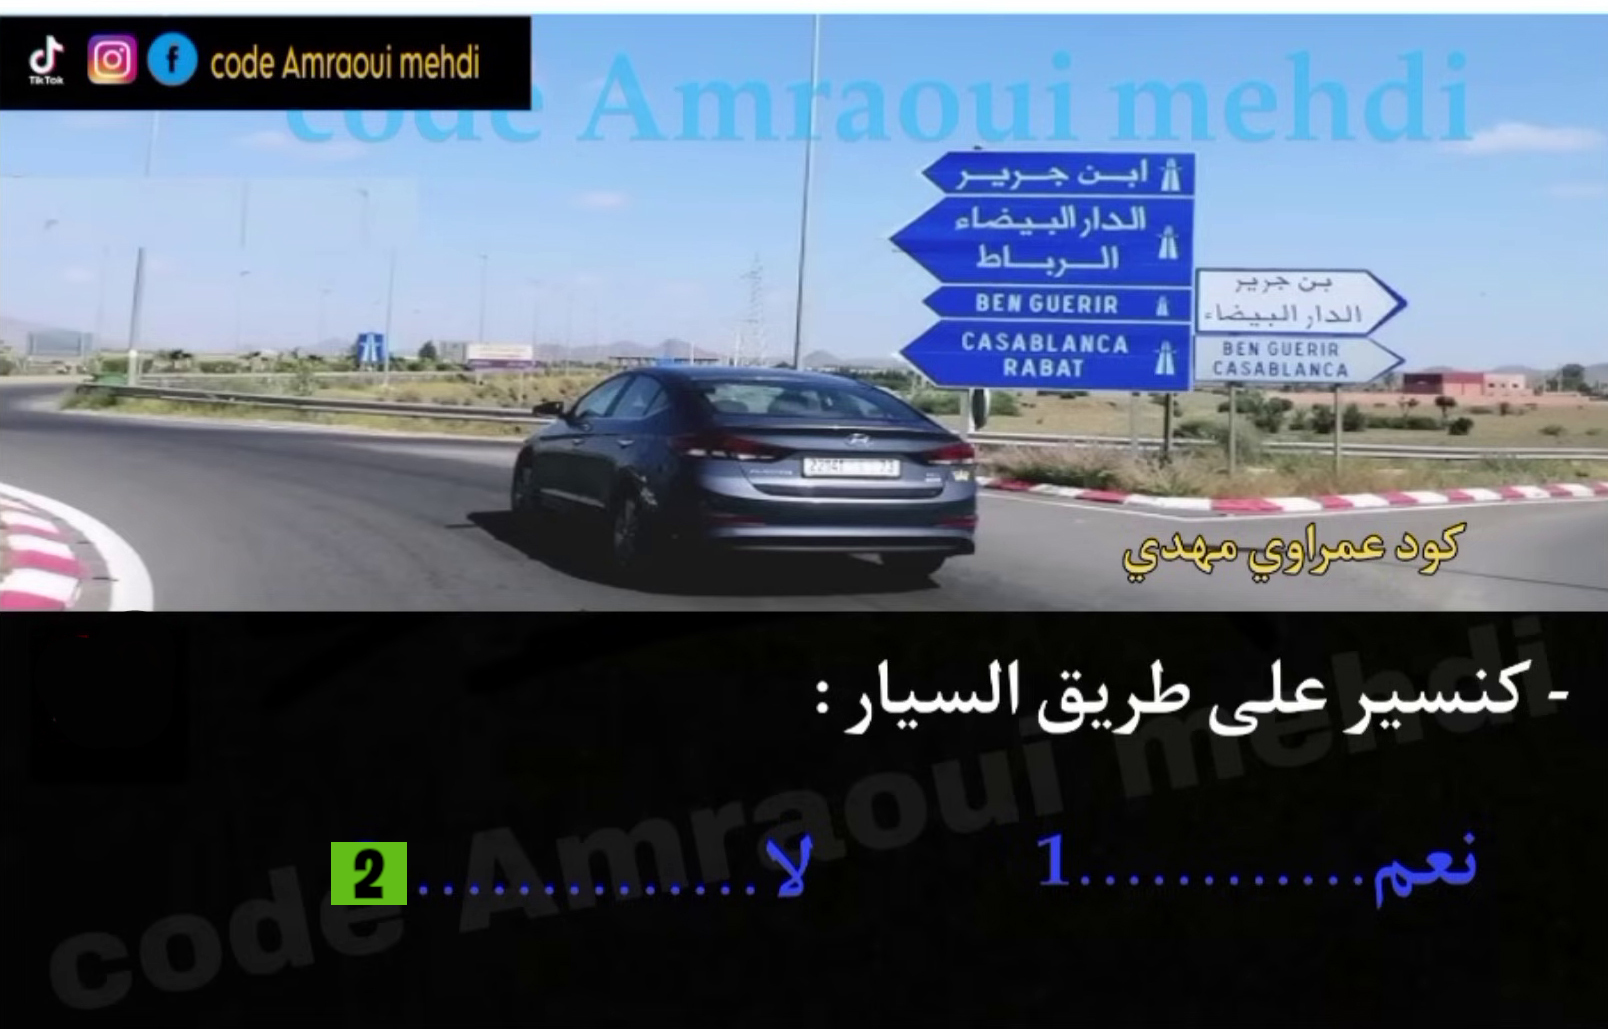 TikTok
code Amraoui mehdi
code Amraoui mehdi
ابن جرير
الدار البيضاء
الرباط
BEN GUERIR
CASABLANCA
RABAT
بن جرير
الدار البيضاء
BEN GUERIR
CASABLANCA
كود عمراوي مهدي
- كنسير على طريق السيار :
نعم............1
لا...............2
code Amraoui mehdi